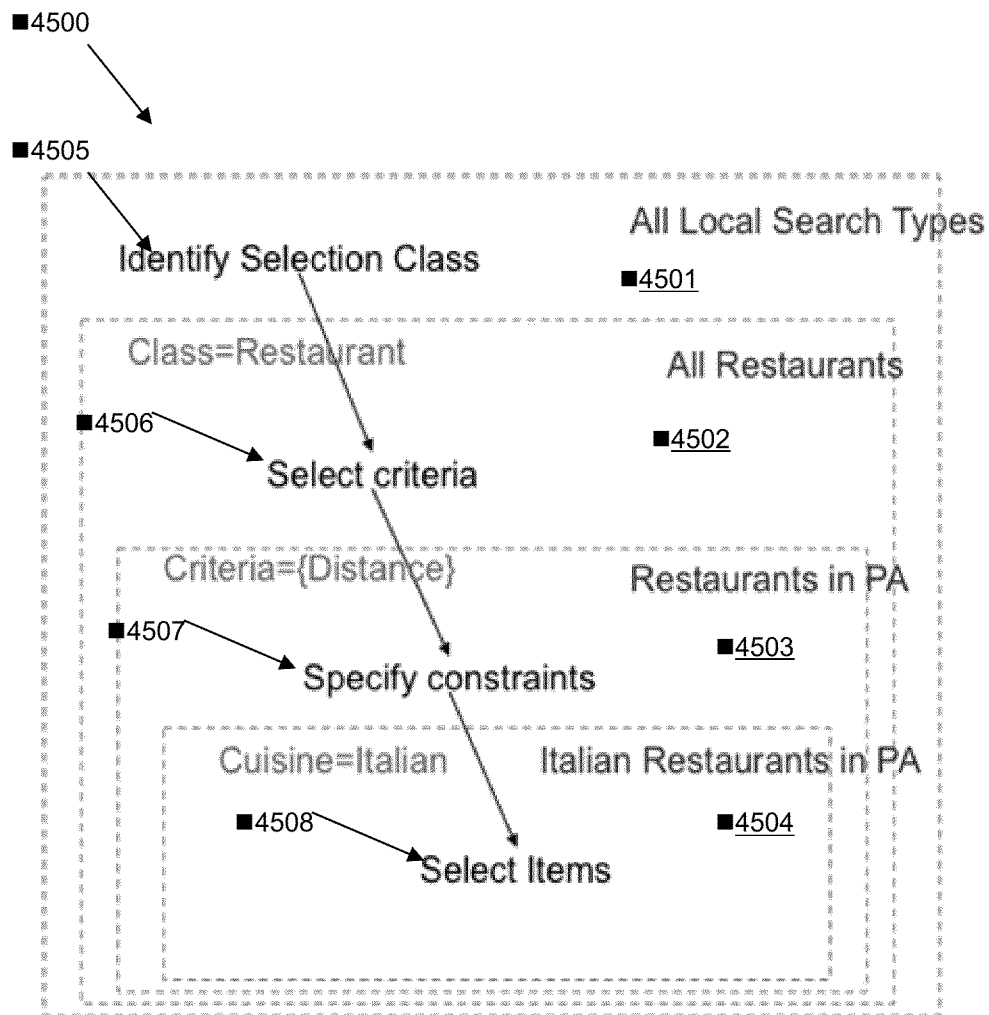 ■4500
■4505
All Local Search Types
Identify Selection Class
■4501
Class=Restaurant
All Restaurants
■4506
■4502
Select criteria
Criteria={Distance}
Restaurants in PA
■4507
■4503
Specify constraints
Cuisine=Italian
Italian Restaurants in PA
■4508
■4504
Select Items